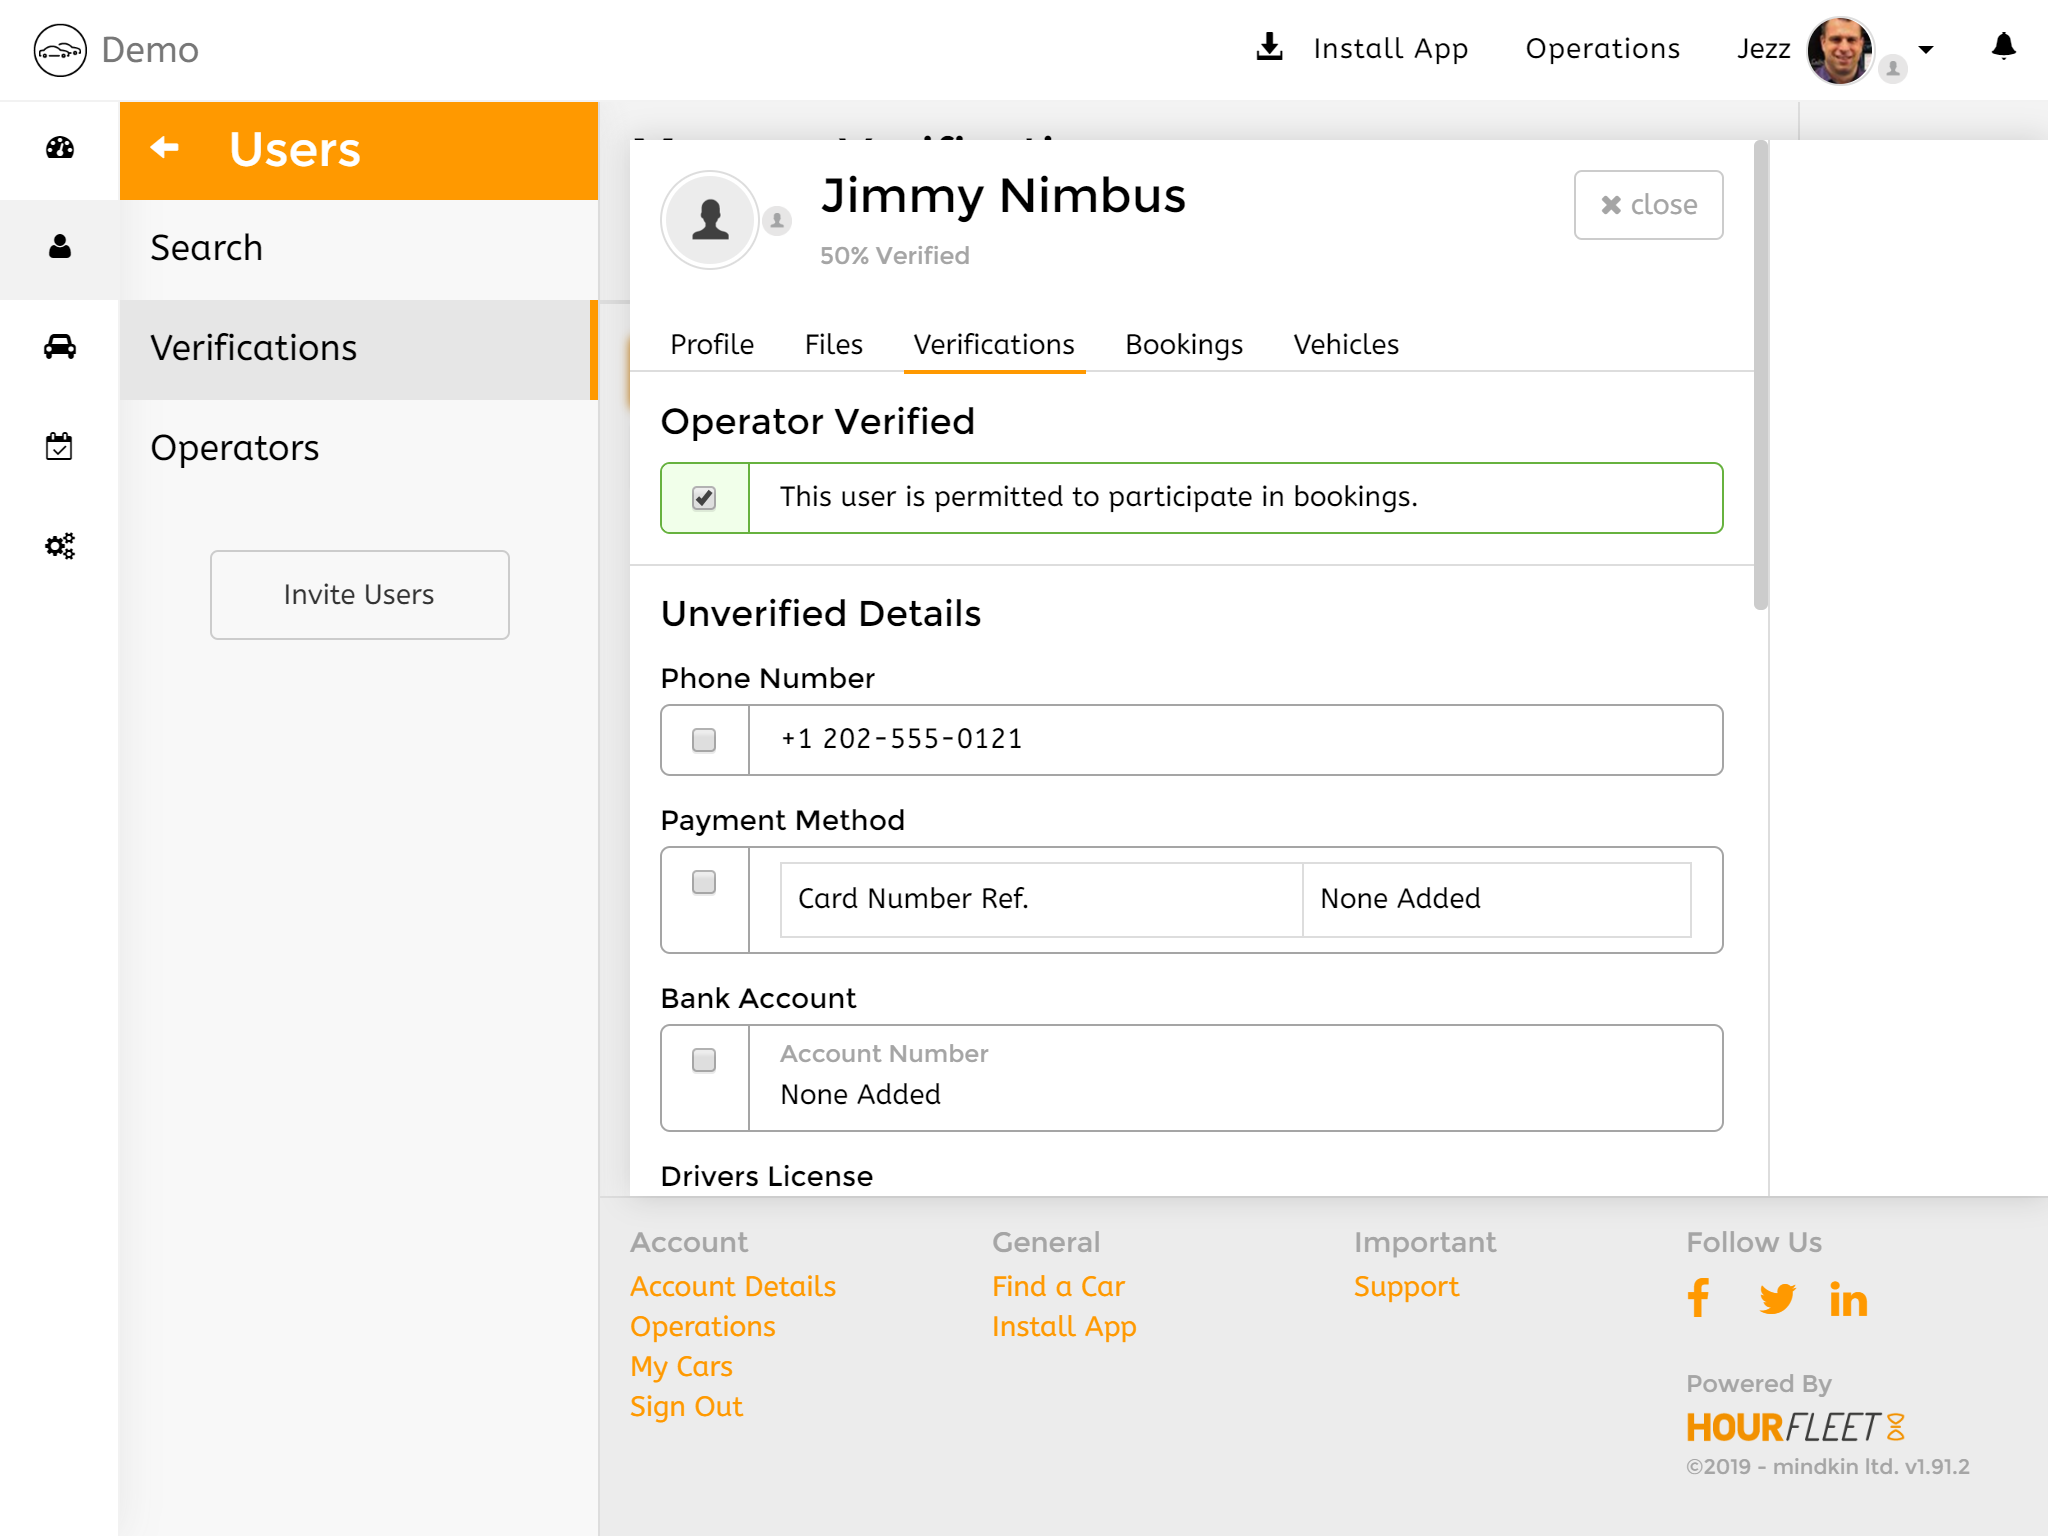 Demo
Install App
Operations
Jezz
Users
Search
Verifications
Operators
Invite Users
Jimmy Nimbus
50% Verified
close
Profile Files Verifications Bookings Vehicles
Operator Verified
This user is permitted to participate in bookings.
Unverified Details
Phone Number
+1 202-555-0121
Payment Method
Card Number Ref. None Added
Bank Account
Account Number
None Added
Drivers License
Account
Account Details
Operations
My Cars
Sign Out
General
Find a Car
Install App
Important
Support
Follow Us
Powered By
HOURFLEET
©2019 - mindkin ltd. v1.91.2